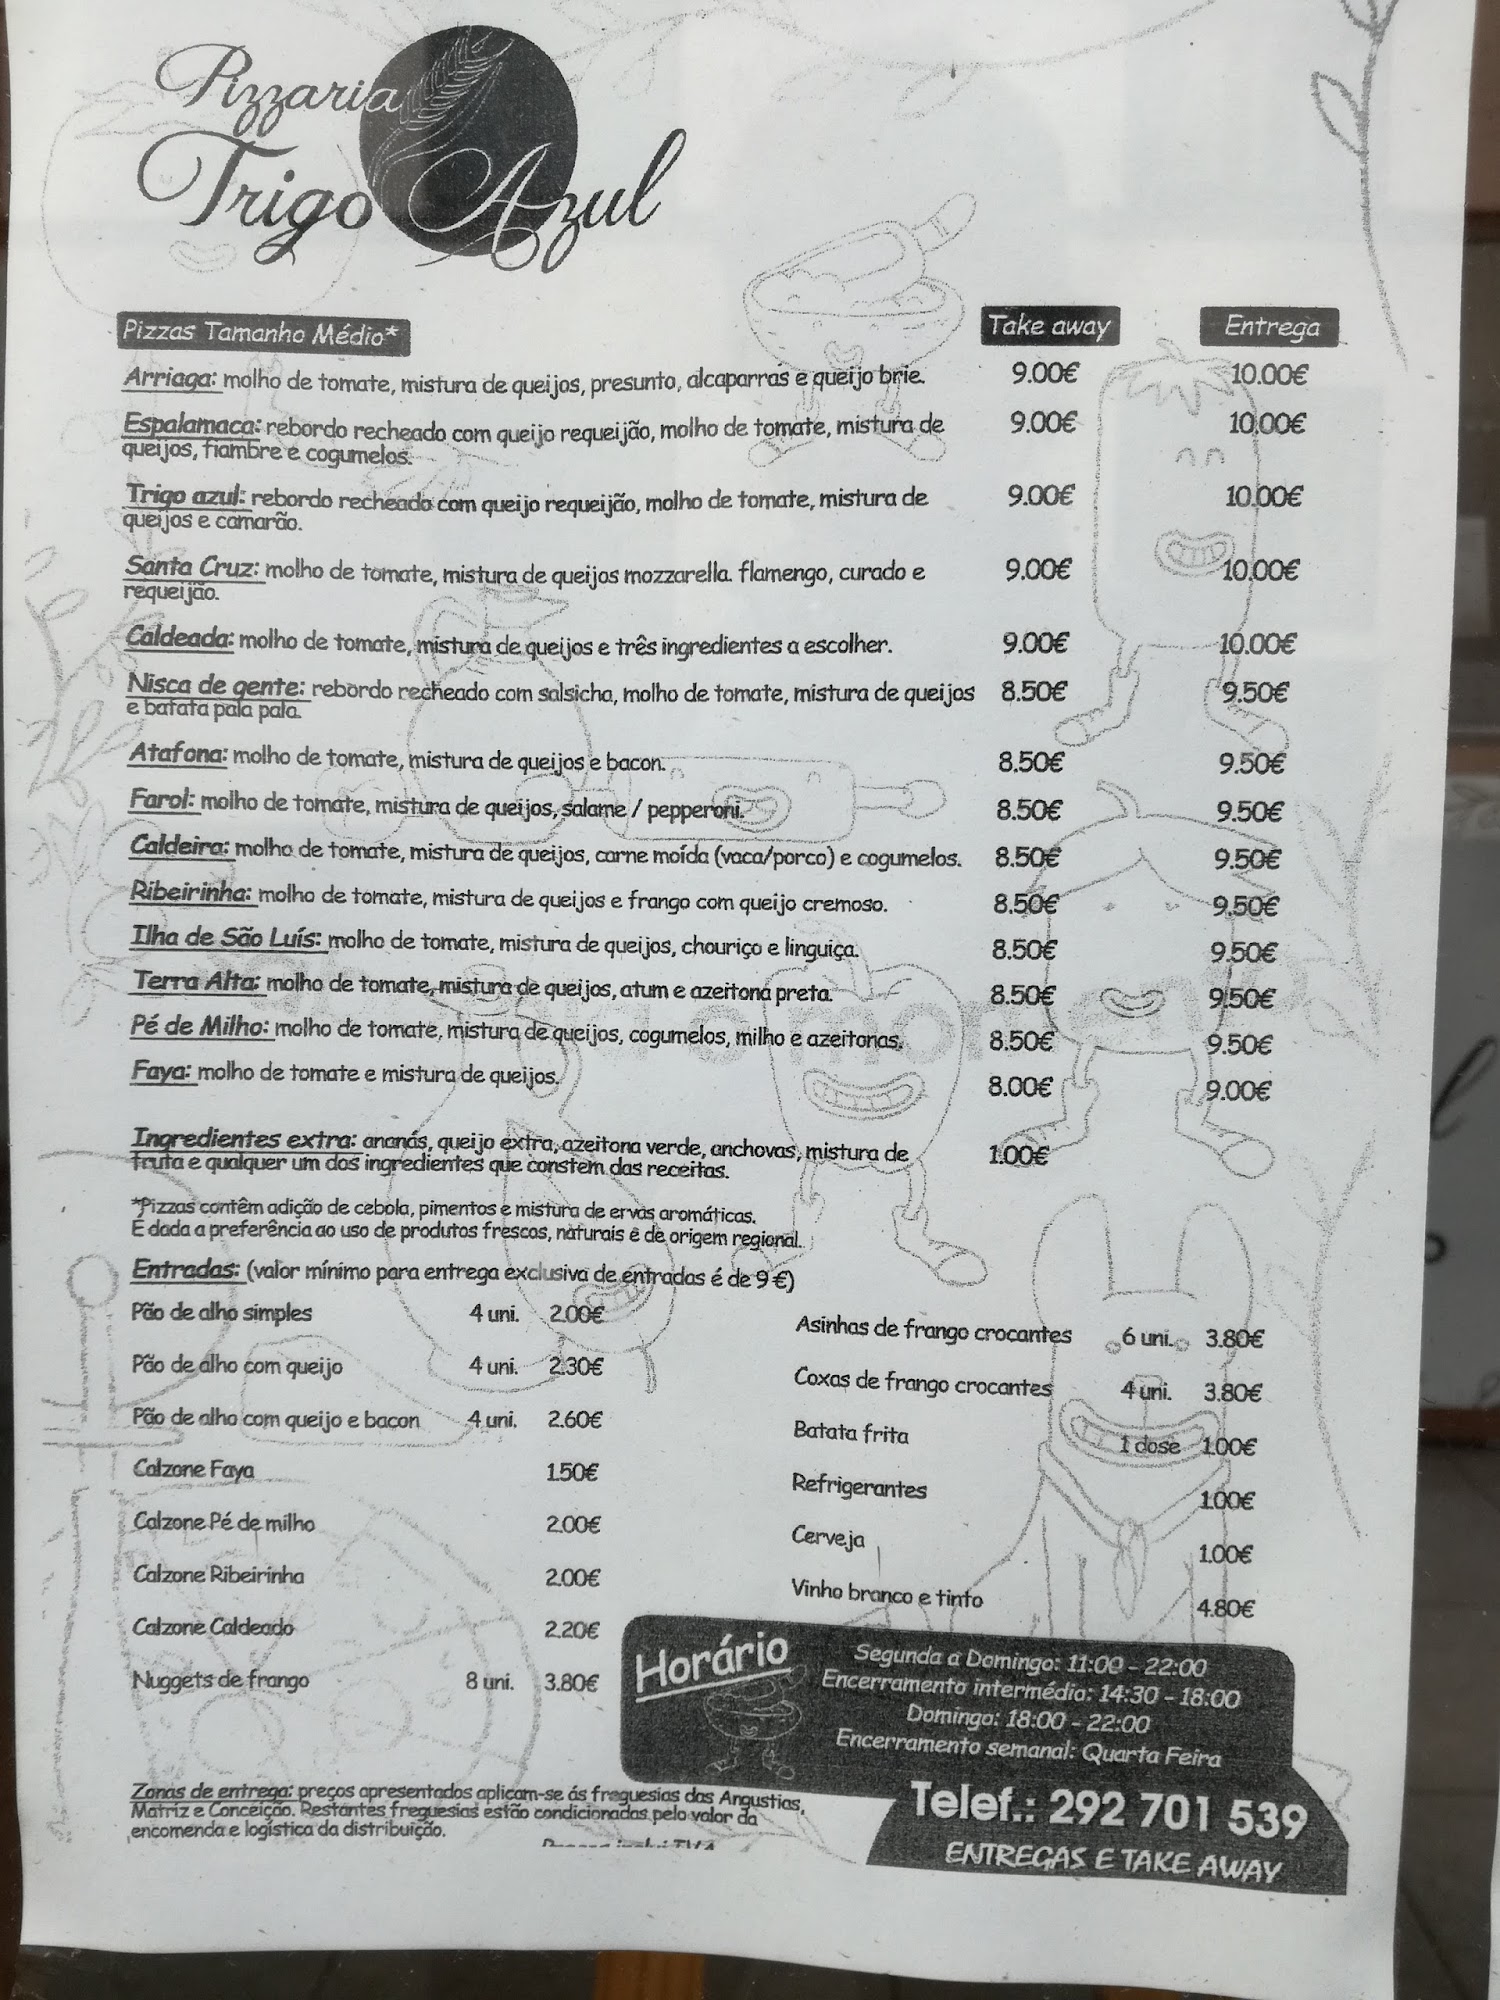 Pizzaria
Trigo Azul
Pizzas Tamanho Médio* Take away Entrega
Arriaga: molho de tomate, mistura de queijos, presunto, alcaparras e queijo brie. 9.00€ 10.00€
Espalamaca: rebordo recheado com queijo requeijão, molho de tomate, mistura de 9.00€ 10.00€
queijos, fiambre e cogumelos.
Trigo azul: rebordo recheado com queijo requeijão, molho de tomate, mistura de 9.00€ 10.00€
queijos e camarão.
Santa Cruz: molho de tomate, mistura de queijos mozzarella. flamengo, curado e 9.00€ 10.00€
requeijão.
Caldeada: molho de tomate, mistura de queijos e três ingredientes a escolher. 9.00€ 10.00€
Nisca de gente: rebordo recheado com salsicha, molho de tomate, mistura de queijos 8.50€ 9.50€
e batata pala pala.
Atafona: molho de tomate, mistura de queijos e bacon. 8.50€ 9.50€
Farol: molho de tomate, mistura de queijos, salame / pepperoni. 8.50€ 9.50€
Caldeira: molho de tomate, mistura de queijos, carne moída (vaca/porco) e cogumelos. 8.50€ 9.50€
Ribeirinha: molho de tomate, mistura de queijos e frango com queijo cremoso. 8.50€ 9.50€
Ilha de São Luís: molho de tomate, mistura de queijos, chouriço e linguiça. 8.50€ 9.50€
Terra Alta: molho de tomate, mistura de queijos, atum e azeitona preta. 8.50€ 9.50€
Pé de Milho: molho de tomate, mistura de queijos, cogumelos, milho e azeitonas. 8.50€ 9.50€
Faya: molho de tomate e mistura de queijos. 8.00€ 9.00€
Ingredientes extra: ananás, queijo extra, azeitona verde, anchovas, mistura de 1.00€
fruta e qualquer um dos ingredientes que constem das receitas.
*Pizzas contêm adição de cebola, pimentos e mistura de ervas aromáticas.
É dada a preferência ao uso de produtos frescos, naturais e de origem regional.
Entradas: (valor mínimo para entrega exclusiva de entradas é de 9 €)
Pão de alho simples 4 uni. 2.00€
Pão de alho com queijo 4 uni. 2.30€
Pão de alho com queijo e bacon 4 uni. 2.60€
Calzone Faya 1.50€
Calzone Pé de milho 2.00€
Calzone Ribeirinha 2.00€
Calzone Caldeado 2.20€
Nuggets de frango 8 uni. 3.80€
Asinhas de frango crocantes 6 uni. 3.80€
Coxas de frango crocantes 4 uni. 3.80€
Batata frita 1 dose 1.00€
Refrigerantes 1.00€
Cerveja 1.00€
Vinho branco e tinto 4.80€
Horário
Segunda a Domingo: 11:00 - 22:00
Encerramento intermédio: 14:30 - 18:00
Domingo: 18:00 - 22:00
Encerramento semanal: Quarta Feira
Zonas de entrega: preços apresentados aplicam-se ás freguesias das Angustias,
Matriz e Conceição. Restantes freguesias estão condicionadas pelo valor da
encomenda e logística da distribuição.
Telef.: 292 701 539
ENTREGAS E TAKE AWAY